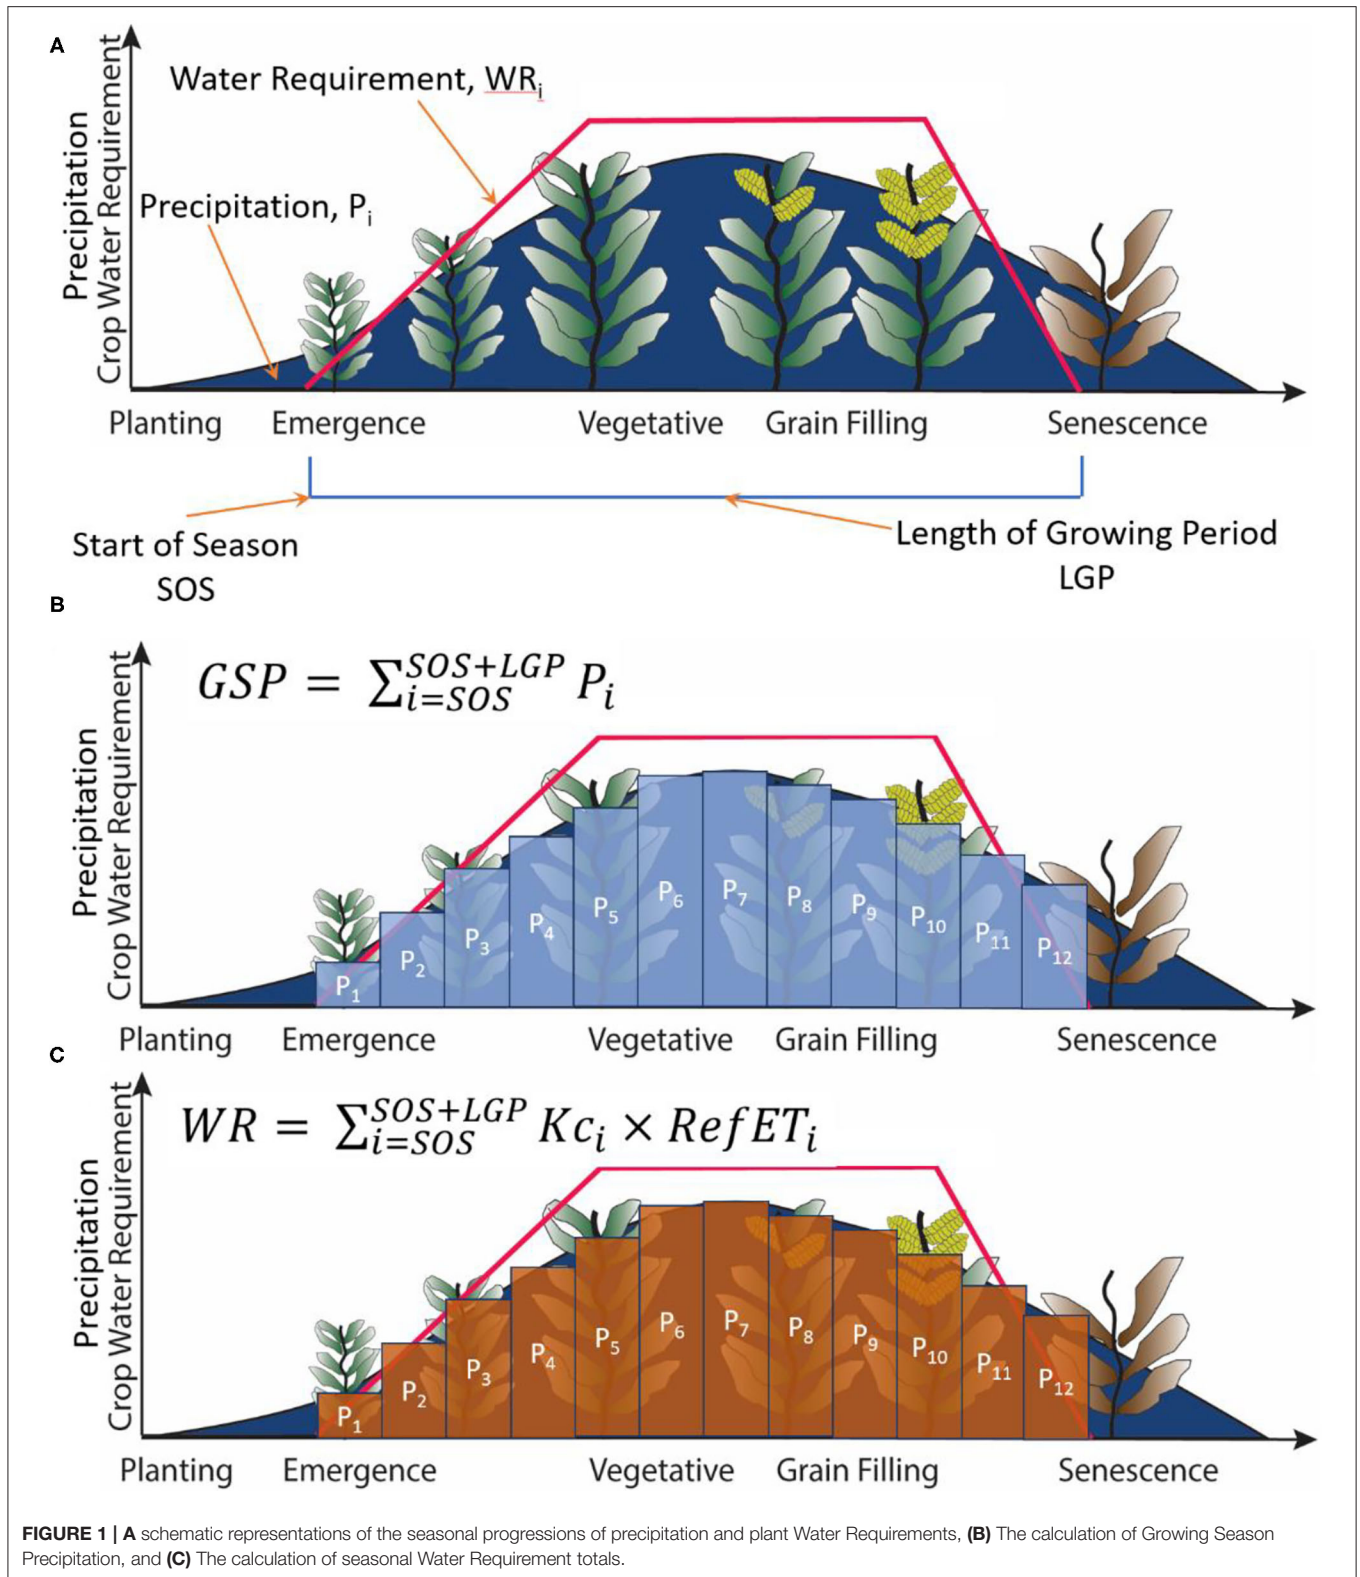 A
Precipitation
Crop Water Requirement
Water Requirement, WRᵢ
Precipitation, Pᵢ
Planting Emergence Vegetative Grain Filling Senescence
Start of Season
SOS
Length of Growing Period
LGP
B
Precipitation
Crop Water Requirement
GSP = ∑_{i=SOS}^{SOS+LGP} Pᵢ
P₁ P₂ P₃ P₄ P₅ P₆ P₇ P₈ P₉ P₁₀ P₁₁ P₁₂
Planting Emergence Vegetative Grain Filling Senescence
C
Precipitation
Crop Water Requirement
WR = ∑_{i=SOS}^{SOS+LGP} Kcᵢ × RefETᵢ
P₁ P₂ P₃ P₄ P₅ P₆ P₇ P₈ P₉ P₁₀ P₁₁ P₁₂
Planting Emergence Vegetative Grain Filling Senescence
FIGURE 1 | A schematic representations of the seasonal progressions of precipitation and plant Water Requirements, (B) The calculation of Growing Season
Precipitation, and (C) The calculation of seasonal Water Requirement totals.